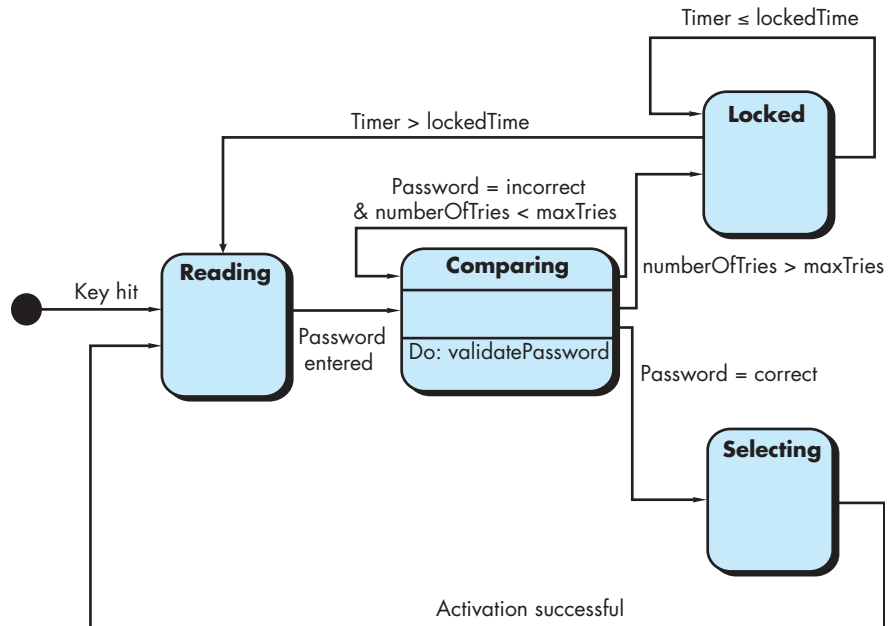 Timer ≤ lockedTime
Locked
Timer > lockedTime
Password = incorrect
& numberOfTries < maxTries
Reading
Comparing
numberOfTries > maxTries
Key hit
Password
entered
Do: validatePassword
Password = correct
Selecting
Activation successful